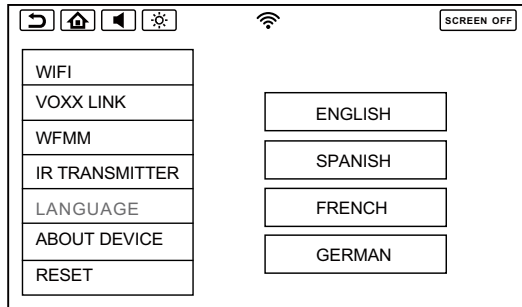 SCREEN OFF
WIFI
VOXX LINK
WFMM
IR TRANSMITTER
LANGUAGE
ABOUT DEVICE
RESET
ENGLISH
SPANISH
FRENCH
GERMAN